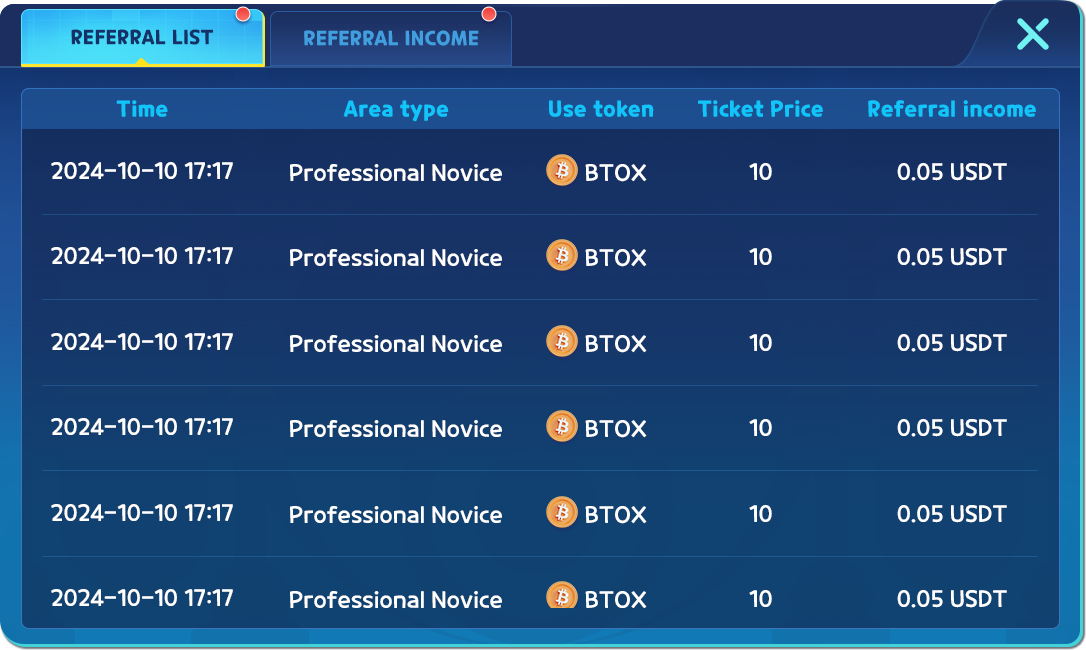 REFERRAL LIST REFERRAL INCOME
Time Area type Use token Ticket Price Referral income
2024-10-10 17:17 Professional Novice BTOX 10 0.05 USDT
2024-10-10 17:17 Professional Novice BTOX 10 0.05 USDT
2024-10-10 17:17 Professional Novice BTOX 10 0.05 USDT
2024-10-10 17:17 Professional Novice BTOX 10 0.05 USDT
2024-10-10 17:17 Professional Novice BTOX 10 0.05 USDT
2024-10-10 17:17 Professional Novice BTOX 10 0.05 USDT